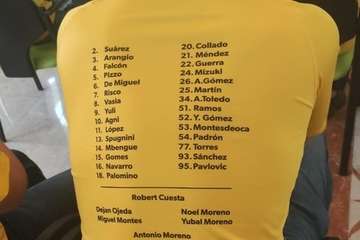 2. Suárez
3. Arangio
4. Falcón
5. Pizzo
6. De Miguel
7. Risco
8. Vasia
9. Yuli
10. Agni
11. López
13. Spugnini
14. Mbengue
15. Gomes
16. Navarro
18. Palomino
20. Collado
21. Méndez
22. Guerra
24. Mizuki
26. A.Gómez
25. Martín
34. A.Toledo
51. Ramos
52. Y. Gómez
53. Montesdeoca
54. Padrón
77. Torres
93. Sánchez
95. Pavlovic
Robert Cuesta
Dejan Ojeda Noel Moreno
Miguel Montes Yubal Moreno
Antonio Moreno